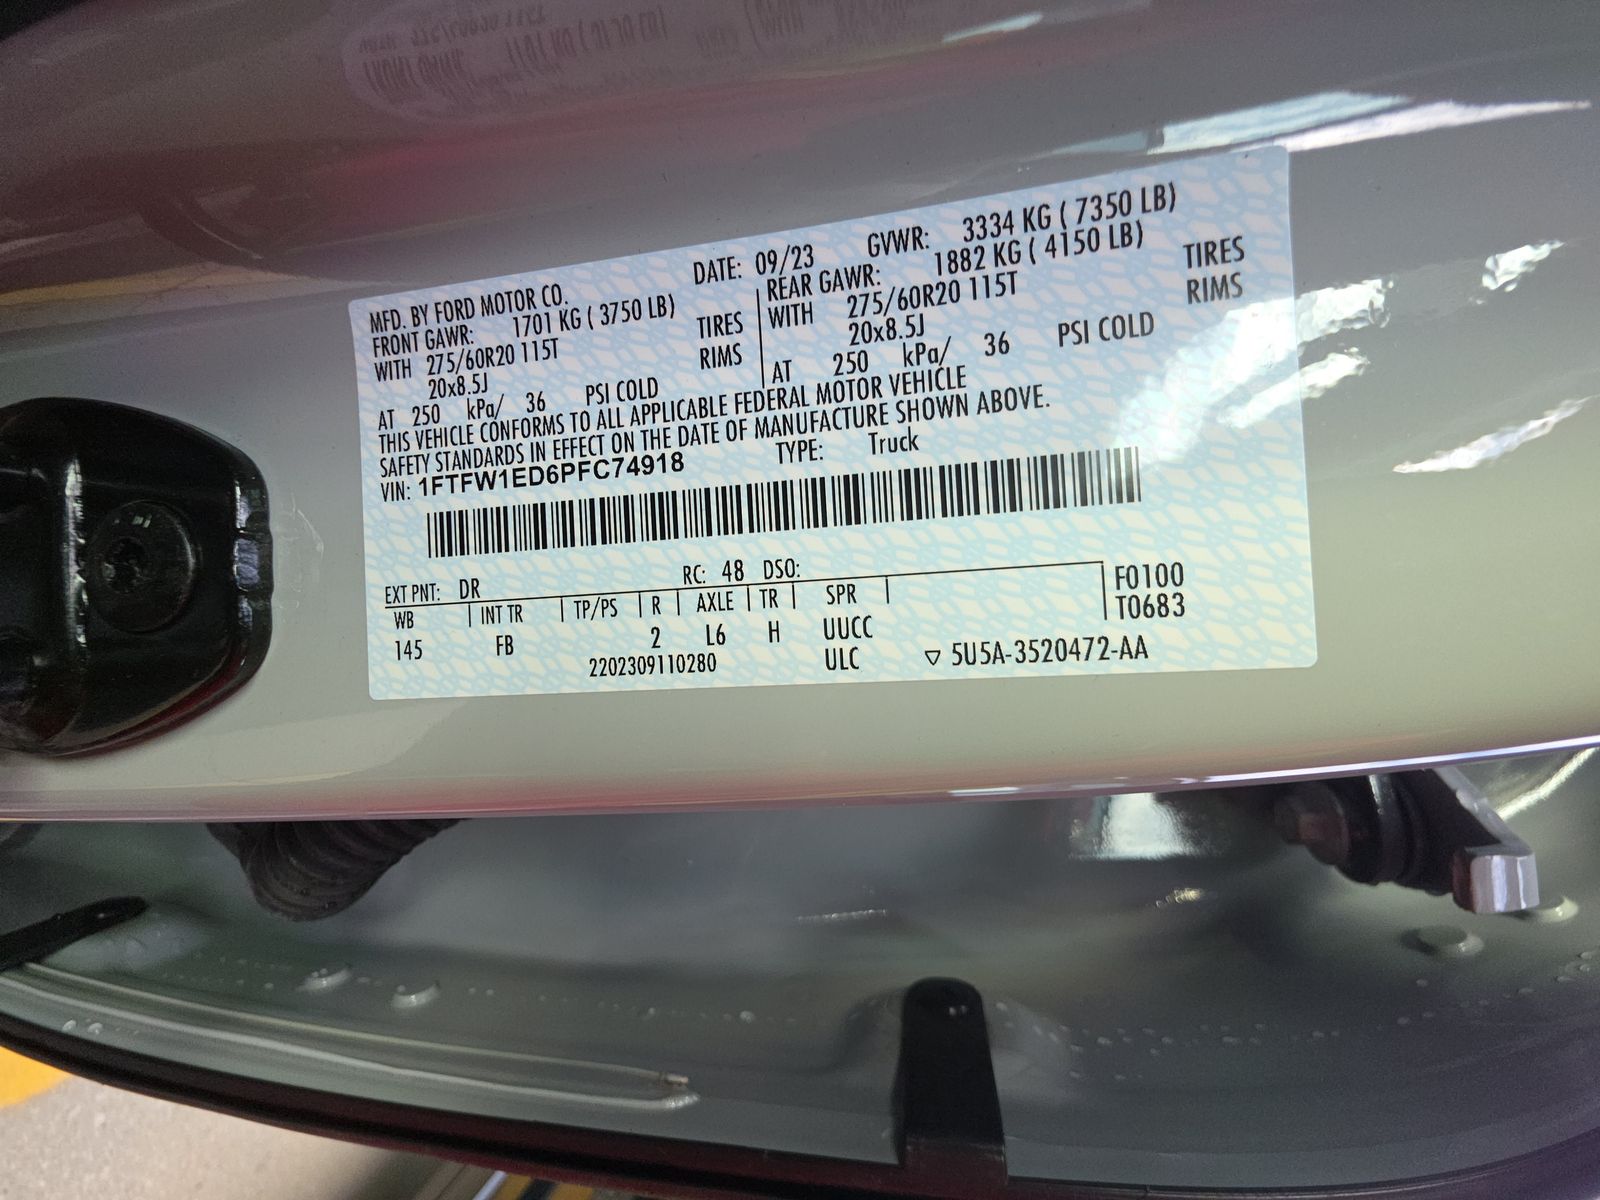 MFD. BY FORD MOTOR CO.
DATE: 09/23 GVWR: 3334 KG ( 7350 LB)
FRONT GAWR: 1701 KG ( 3750 LB)
WITH 275/60R20 115T TIRES
20x8.5J RIMS
AT 250 kPa/ 36 PSI COLD
REAR GAWR: 1882 KG ( 4150 LB)
WITH 275/60R20 115T TIRES
20x8.5J RIMS
AT 250 kPa/ 36 PSI COLD
THIS VEHICLE CONFORMS TO ALL APPLICABLE FEDERAL MOTOR VEHICLE
SAFETY STANDARDS IN EFFECT ON THE DATE OF MANUFACTURE SHOWN ABOVE.
VIN: 1FTFW1ED6PFC74918 TYPE: Truck
EXT PNT: DR RC: 48 DSO:
WB INT TR TP/PS R AXLE TR SPR
145 FB 2 L6 H UUCC
F0100
T0683
2202309110280 ULC ▽ 5U5A-3520472-AA